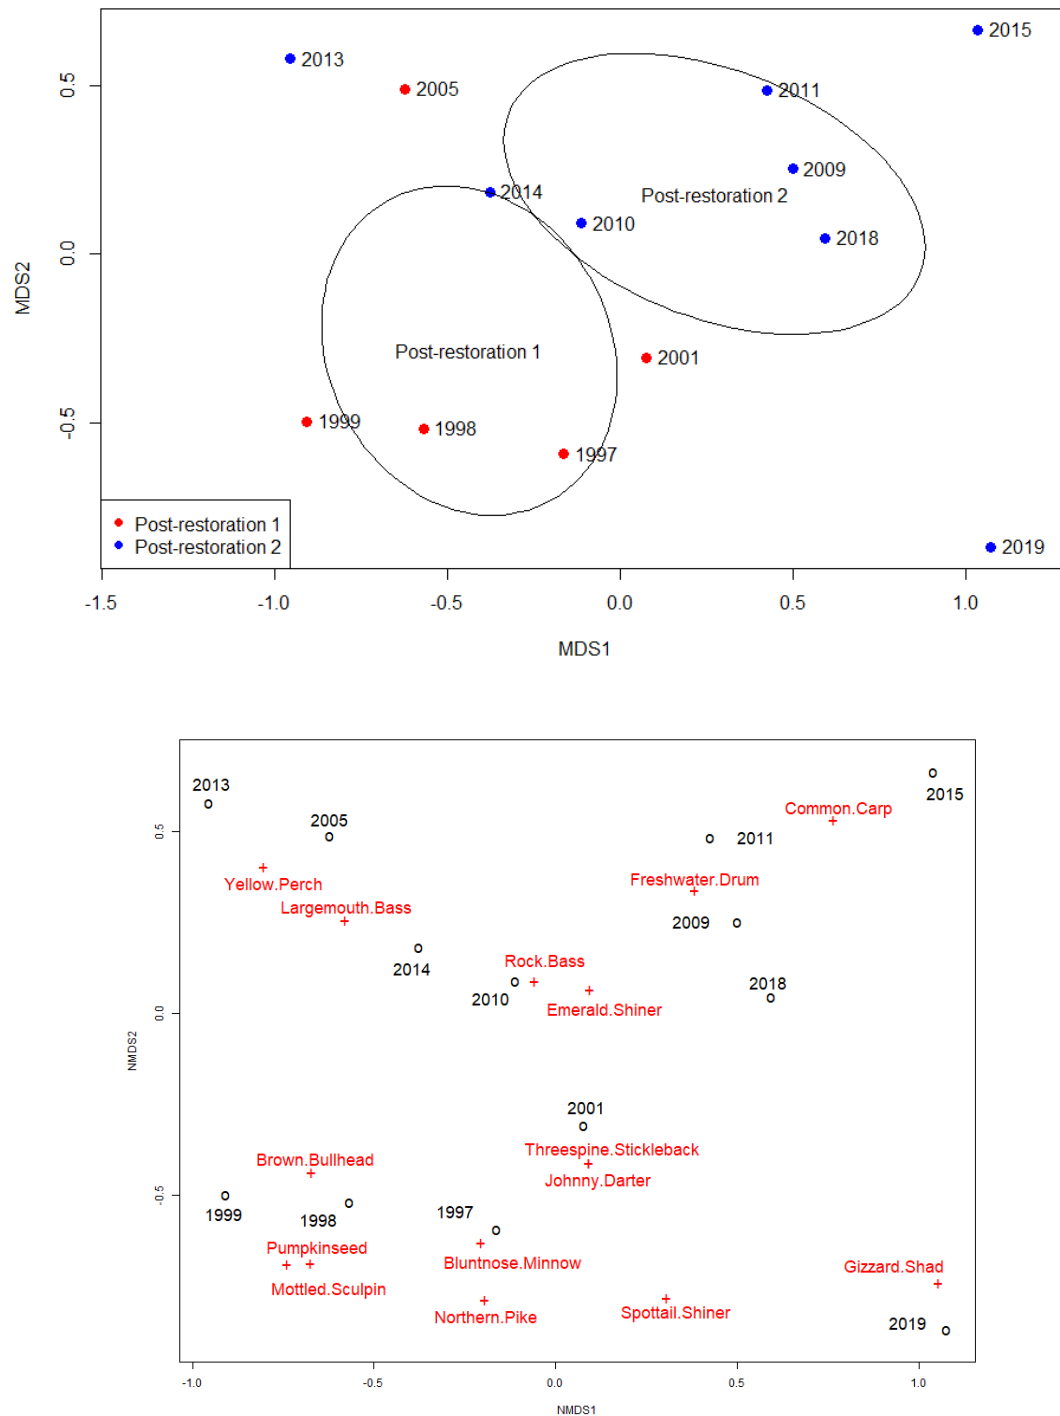 2015
2013
2005
2011
0.5
2009
2014
Post-restoration 2
2010
2018
0.0
MDS2
Post-restoration 1
2001
1999
1998
1997
-0.5
Post-restoration 1
Post-restoration 2
2019
-1.5 -1.0 -0.5 0.0 0.5 1.0
MDS1
2013
2015
Common.Carp
2005
2011
0.5
Yellow.Perch
Freshwater.Drum
Largemouth.Bass
2009
2014
Rock.Bass
2010
2018
Emerald.Shiner
0.0
NMDS2
2001
Threespine.Stickleback
Brown.Bullhead
Johnny.Darter
-0.5
1999
1998
1997
Pumpkinseed
Bluntnose.Minnow
Gizzard.Shad
Mottled.Sculpin
Northern.Pike
Spottail.Shiner
2019
-1.0 -0.5 0.0 0.5 1.0
NMDS1